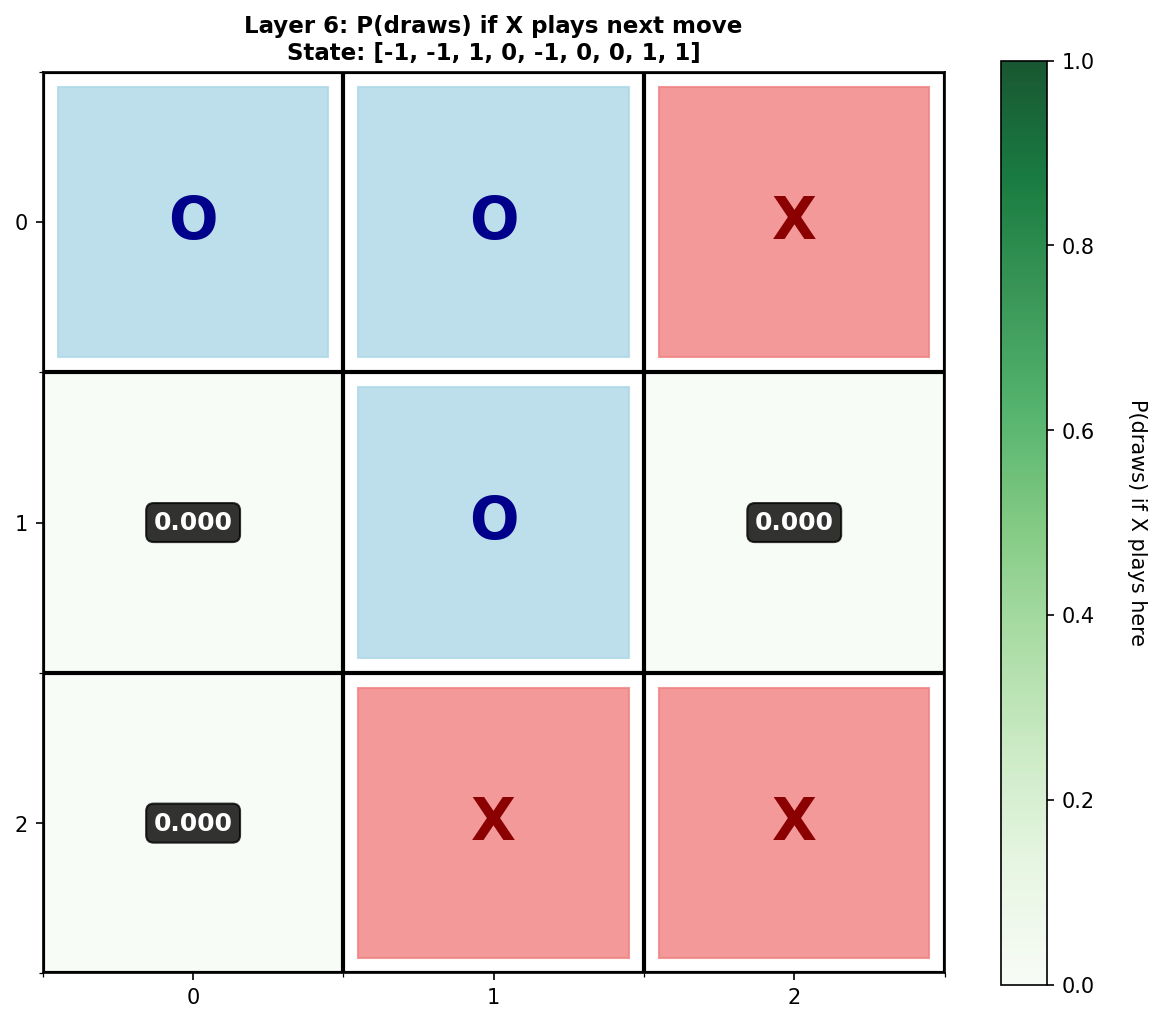 Layer 6: P(draws) if X plays next move
State: [-1, -1, 1, 0, -1, 0, 0, 1, 1]
O
O
X
0
0.000
O
0.000
1
0.000
X
X
2
0
1
2
1.0
0.8
0.6
0.4
0.2
0.0
P(draws) if X plays here